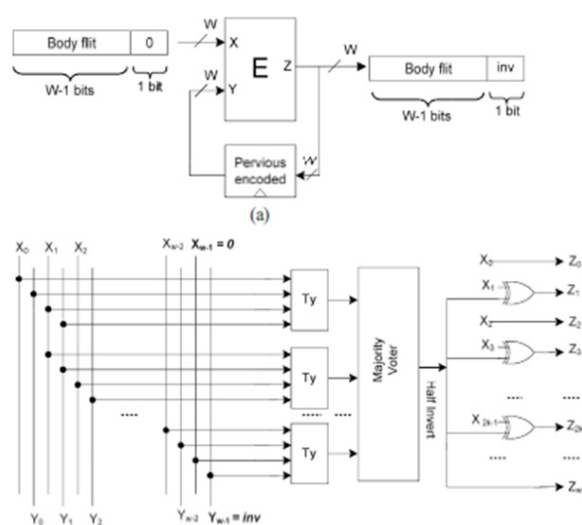 Body flit 0
W-1 bits 1 bit
W X
W Y
E
Z
W
Body flit inv
W-1 bits 1 bit
W
Pervious encoded
(a)
X0 X1 X2 Xw-2 Xw-1 = 0
Ty
Ty
Ty
Majority Voter
Half Invert
X0 Z0
X1 Z1
X2 Z2
X3 Z3
X2k-1
Y0 Y1 Y2 Yw-2 Yw-1 = inv